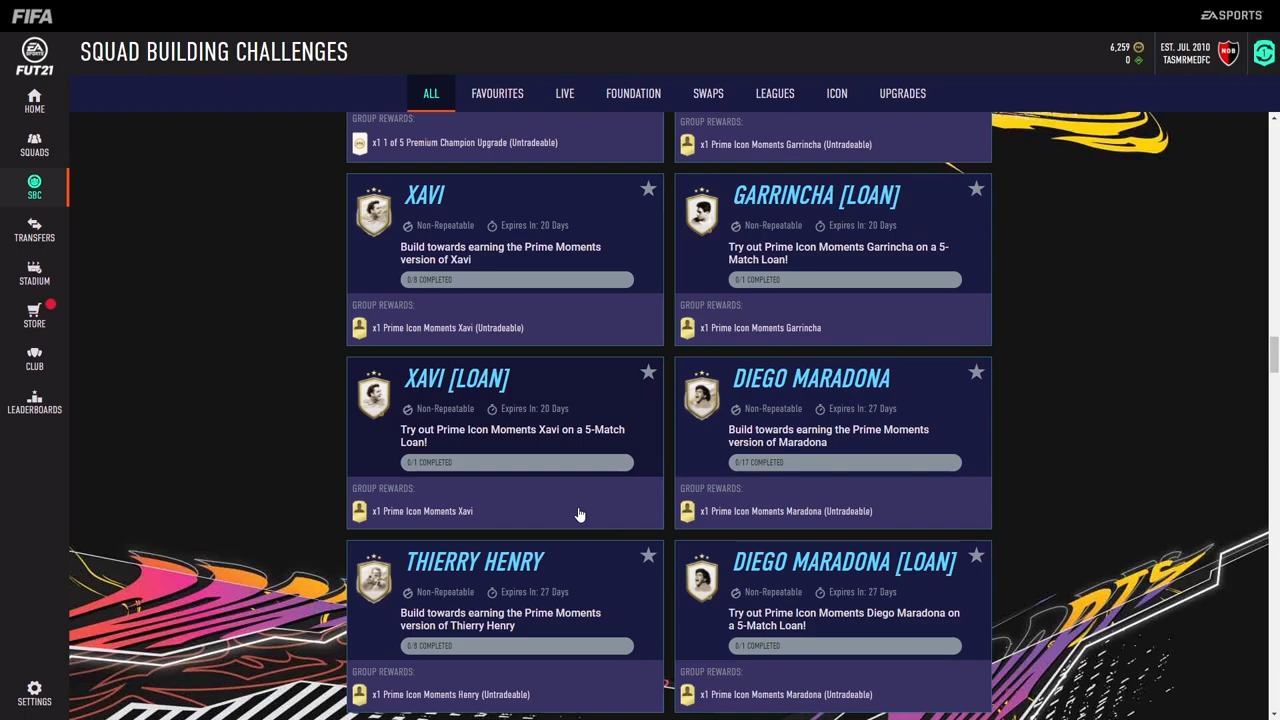 FIFA
EA SPORTS
EA SPORTS
FUT21
SQUAD BUILDING CHALLENGES
6,259
0
EST. JUL 2010
TASMRMEDFC
NOB
ALL
FAVOURITES
LIVE
FOUNDATION
SWAPS
LEAGUES
ICON
UPGRADES
HOME
SQUADS
SBC
TRANSFERS
STADIUM
STORE
CLUB
LEADERBOARDS
SETTINGS
GROUP REWARDS:
x1 1 of 5 Premium Champion Upgrade (Untradeable)
GROUP REWARDS:
x1 Prime Icon Moments Garrincha (Untradeable)
XAVI
Non-Repeatable
Expires In: 20 Days
Build towards earning the Prime Moments
version of Xavi
0/8 COMPLETED
GROUP REWARDS:
x1 Prime Icon Moments Xavi (Untradeable)
GARRINCHA [LOAN]
Non-Repeatable
Expires In: 20 Days
Try out Prime Icon Moments Garrincha on a 5-
Match Loan!
0/1 COMPLETED
GROUP REWARDS:
x1 Prime Icon Moments Garrincha
XAVI [LOAN]
Non-Repeatable
Expires In: 20 Days
Try out Prime Icon Moments Xavi on a 5-Match
Loan!
0/1 COMPLETED
GROUP REWARDS:
x1 Prime Icon Moments Xavi
DIEGO MARADONA
Non-Repeatable
Expires In: 27 Days
Build towards earning the Prime Moments
version of Maradona
0/17 COMPLETED
GROUP REWARDS:
x1 Prime Icon Moments Maradona (Untradeable)
THIERRY HENRY
Non-Repeatable
Expires In: 27 Days
Build towards earning the Prime Moments
version of Thierry Henry
0/8 COMPLETED
GROUP REWARDS:
x1 Prime Icon Moments Henry (Untradeable)
DIEGO MARADONA [LOAN]
Non-Repeatable
Expires In: 27 Days
Try out Prime Icon Moments Diego Maradona on
a 5-Match Loan!
0/1 COMPLETED
GROUP REWARDS:
x1 Prime Icon Moments Maradona (Untradeable)